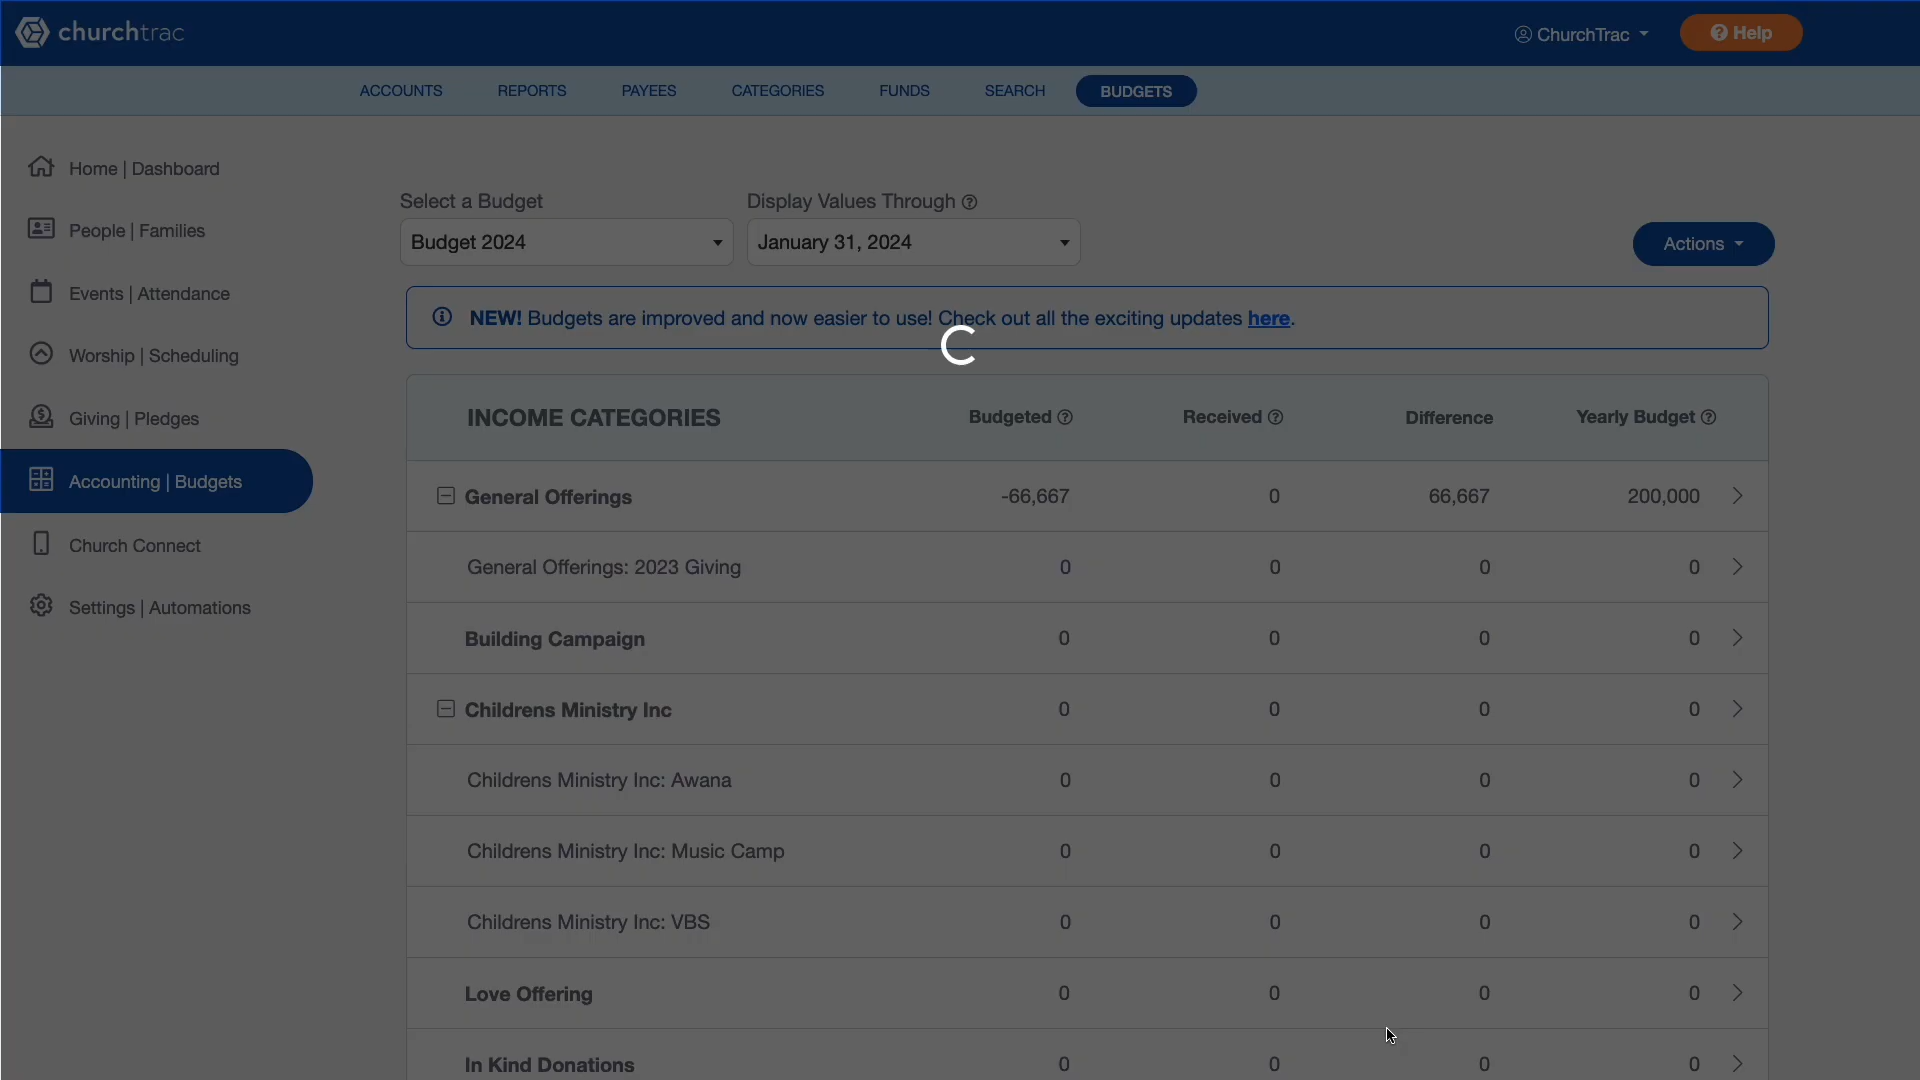 churchtrac
ChurchTrac
Help
ACCOUNTS REPORTS PAYEES CATEGORIES FUNDS SEARCH BUDGETS
Home | Dashboard
People | Families
Events | Attendance
Worship | Scheduling
Giving | Pledges
Accounting | Budgets
Church Connect
Settings | Automations
Select a Budget
Display Values Through
Budget 2024
January 31, 2024
Actions
NEW! Budgets are improved and now easier to use! Check out all the exciting updates here.
INCOME CATEGORIES Budgeted Received Difference Yearly Budget
General Offerings -66,667 0 66,667 200,000
General Offerings: 2023 Giving 0 0 0 0
Building Campaign 0 0 0 0
Childrens Ministry Inc 0 0 0 0
Childrens Ministry Inc: Awana 0 0 0 0
Childrens Ministry Inc: Music Camp 0 0 0 0
Childrens Ministry Inc: VBS 0 0 0 0
Love Offering 0 0 0 0
In Kind Donations 0 0 0 0